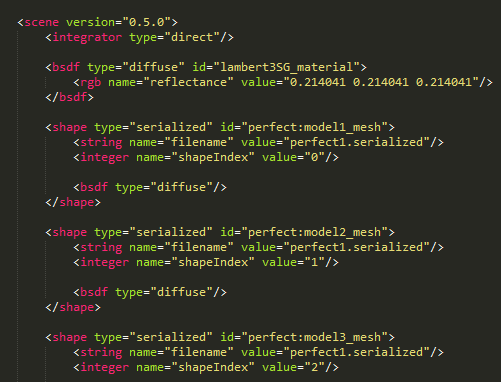 <scene version="0.5.0">
<integrator type="direct"/>
<bsdf type="diffuse" id="lambert3SG_material">
<rgb name="reflectance" value="0.214041 0.214041 0.214041"/>
</bsdf>
<shape type="serialized" id="perfect:model1_mesh">
<string name="filename" value="perfect1.serialized"/>
<integer name="shapeIndex" value="0"/>
<bsdf type="diffuse"/>
</shape>
<shape type="serialized" id="perfect:model2_mesh">
<string name="filename" value="perfect1.serialized"/>
<integer name="shapeIndex" value="1"/>
<bsdf type="diffuse"/>
</shape>
<shape type="serialized" id="perfect:model3_mesh">
<string name="filename" value="perfect1.serialized"/>
<integer name="shapeIndex" value="2"/>